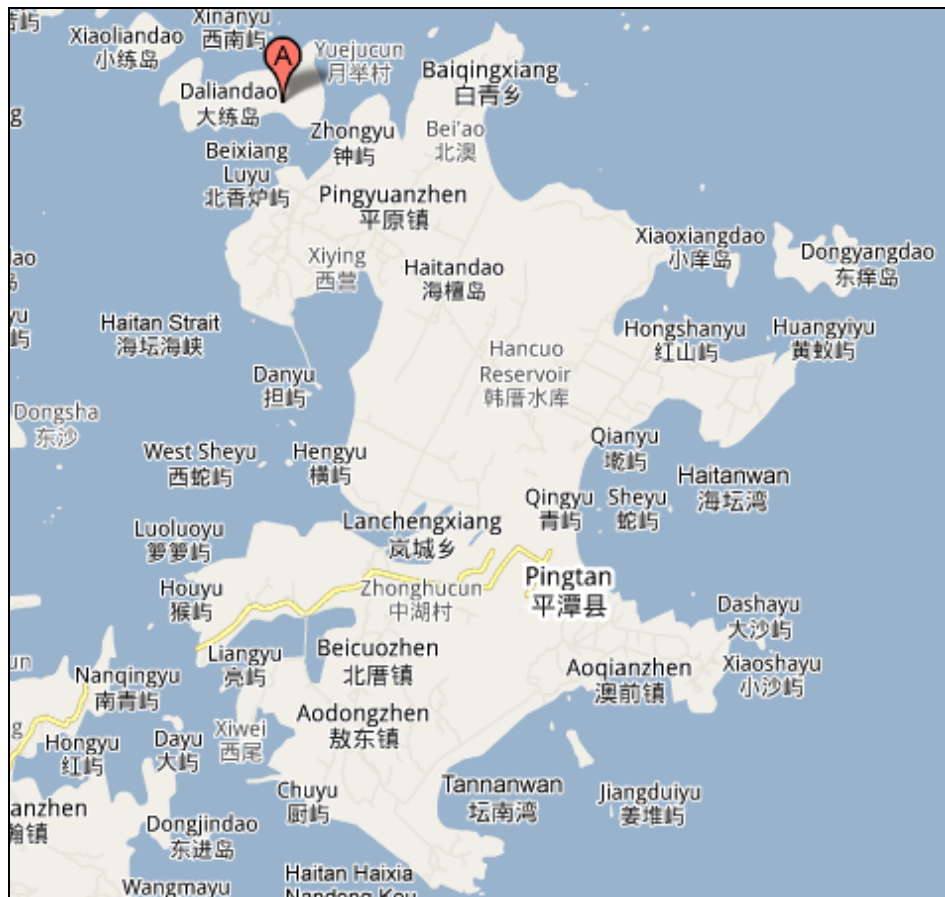 Xinanyu
西南屿
Xiaoliandao
小练岛
A
Yuejucun
月举村
Daliandao
大练岛
Baiqingxiang
白青乡
Zhongyu
钟屿
Bei'ao
北澳
Beixiang
Luyu
北香炉屿
Pingyuanzhen
平原镇
Xiying
西营
Haitandao
海檀岛
Xiaoxiangdao
小痒岛
Dongyangdao
东痒岛
Haitan Strait
海坛海峡
Hongshanyu
红山屿
Huangyiyu
黄蚁屿
Hancuo
Reservoir
韩厝水库
Danyu
担屿
Dongsha
东沙
West Sheyu
西蛇屿
Hengyu
横屿
Qianyu
墘屿
Haitanwan
海坛湾
Qingyu
青屿
Sheyu
蛇屿
Luoluoyu
箩箩屿
Lanchengxiang
岚城乡
Houyu
猴屿
Zhonghucun
中湖村
Pingtan
平潭县
Dashayu
大沙屿
Liangyu
亮屿
Beicuozhen
北厝镇
Aoqianzhen
澳前镇
Xiaoshayu
小沙屿
Nanqingyu
南青屿
Xiwei
西尾
Aodongzhen
敖东镇
Hongyu
红屿
Dayu
大屿
Chuyu
厨屿
Tannanwan
坛南湾
Jiangduiyu
姜堆屿
anzhen
瀚镇
Dongjindao
东进岛
Wangmayu
Haitan Haixia
Nandong Kou